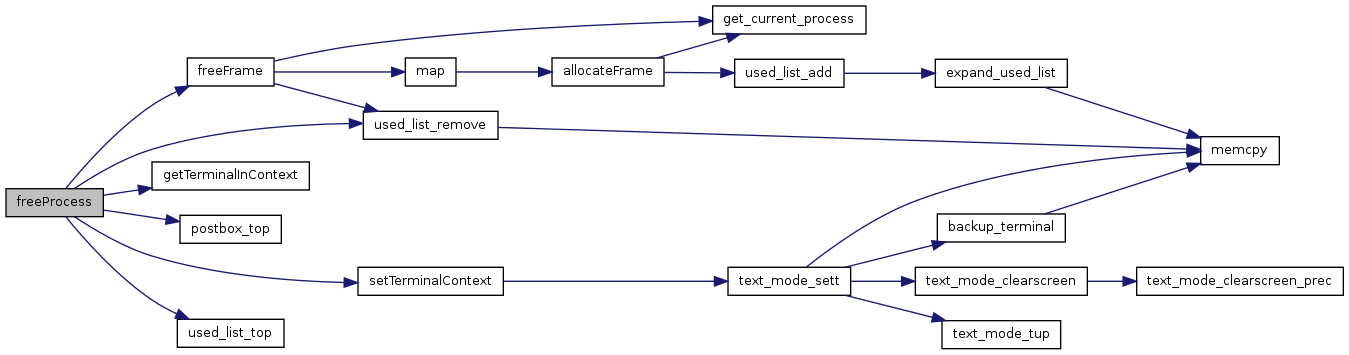 get_current_process
freeFrame
map
allocateFrame
used_list_add
expand_used_list
used_list_remove
memcpy
getTerminalInContext
freeProcess
postbox_top
backup_terminal
setTerminalContext
text_mode_sett
text_mode_clearscreen
text_mode_clearscreen_prec
used_list_top
text_mode_tup